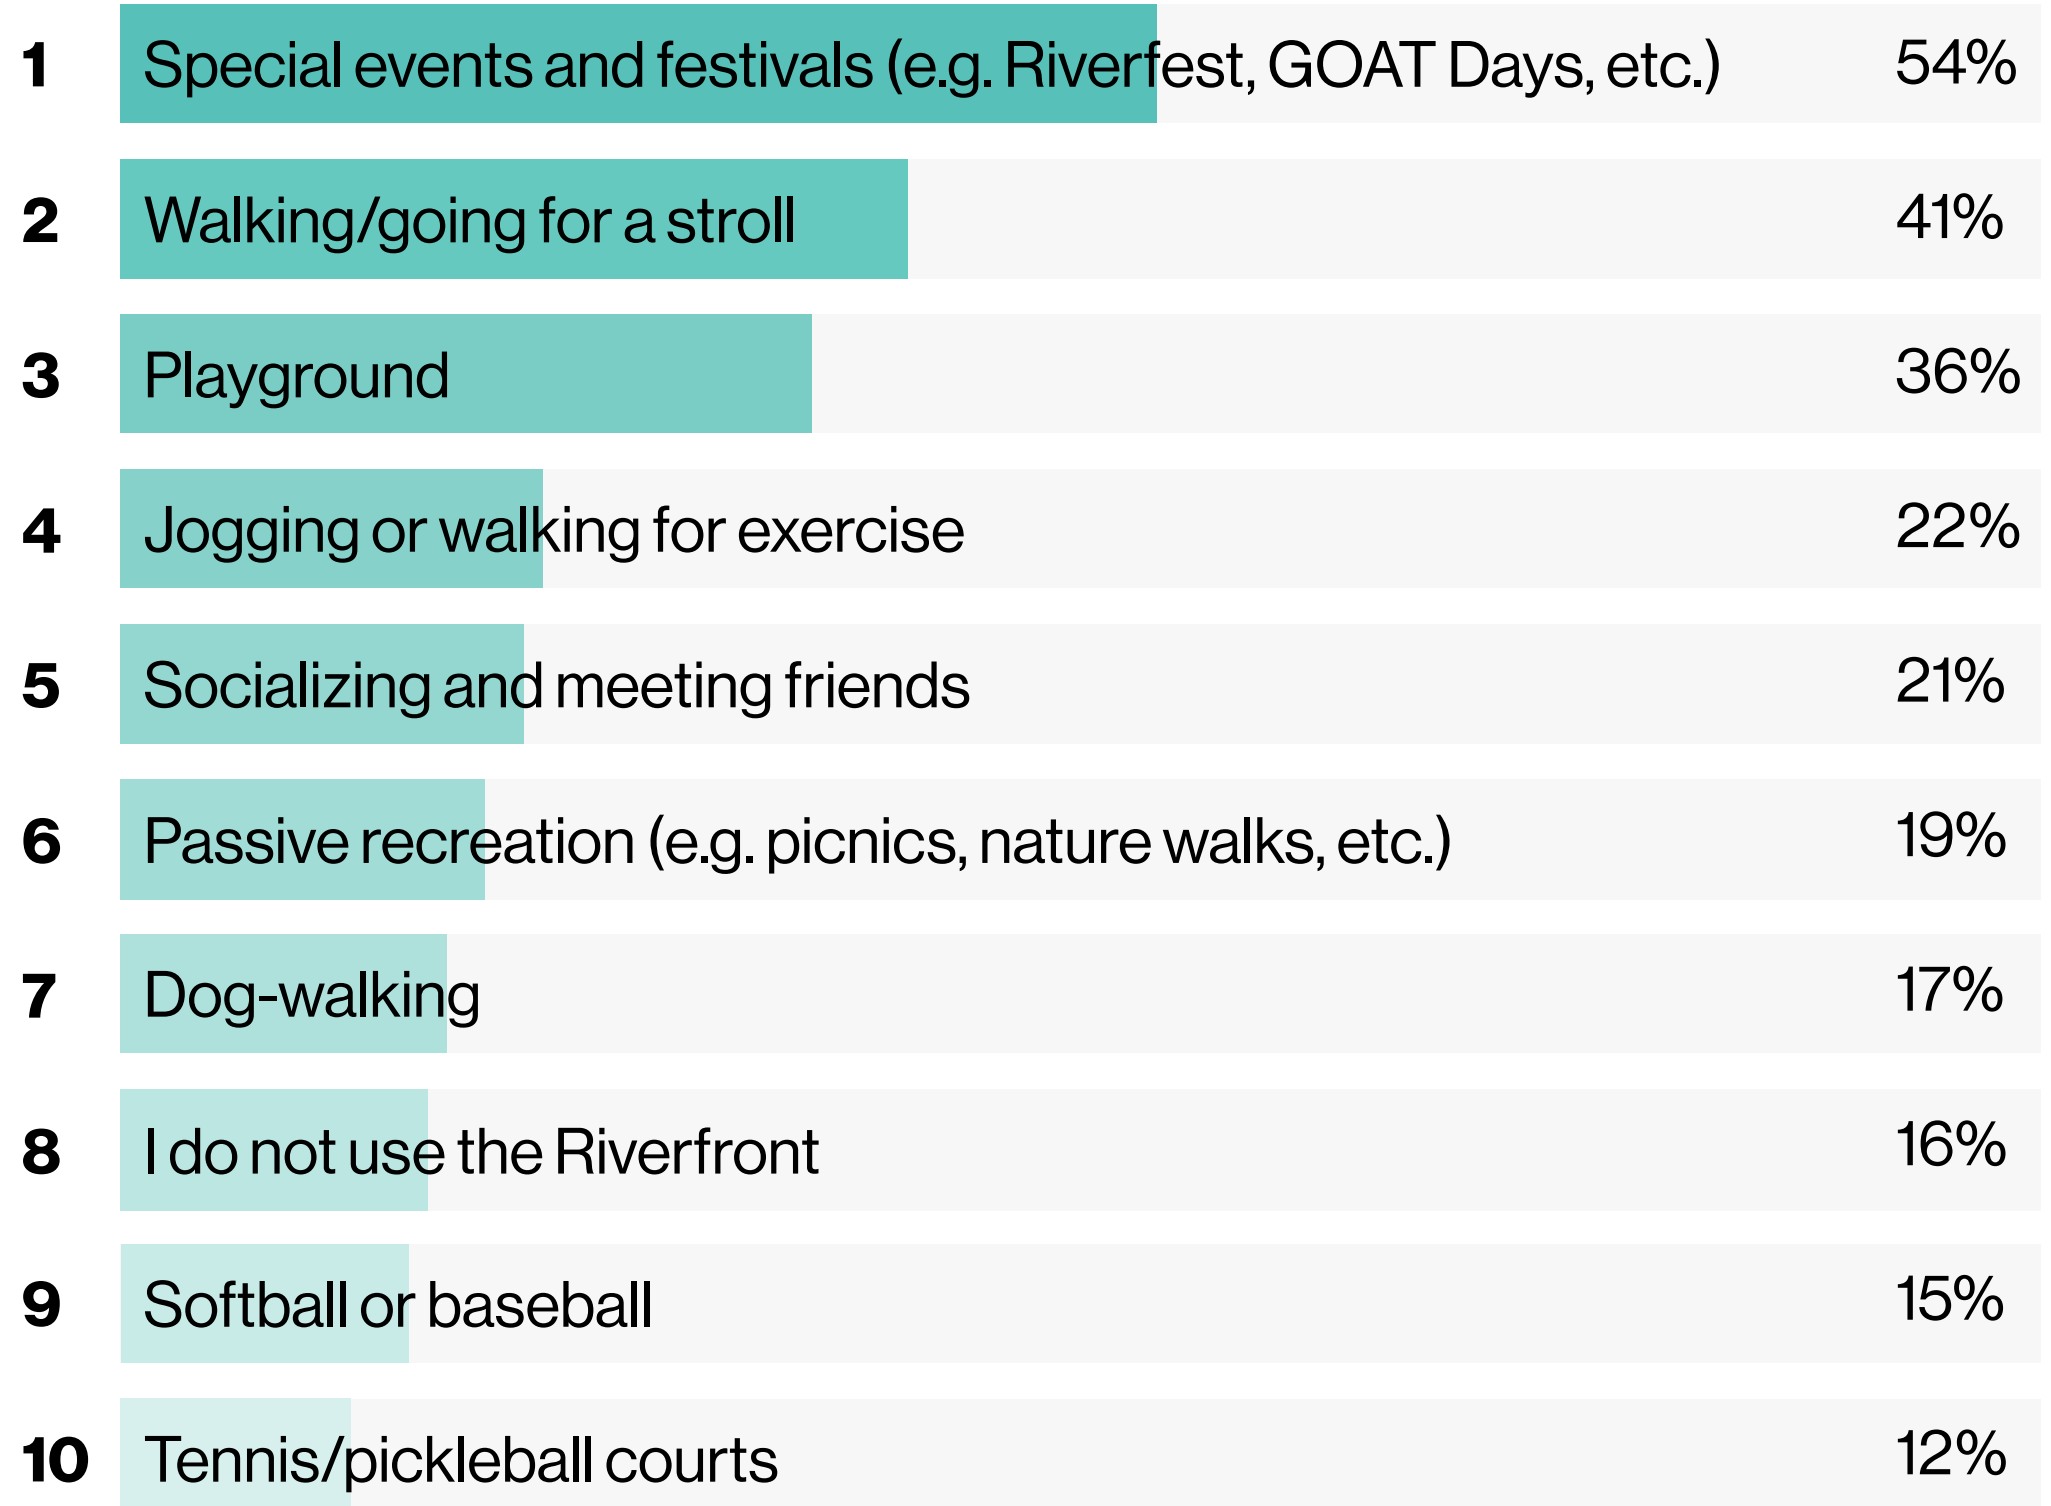 1 Special events and festivals (e.g. Riverfest, GOAT Days, etc.) 54%
2 Walking/going for a stroll 41%
3 Playground 36%
4 Jogging or walking for exercise 22%
5 Socializing and meeting friends 21%
6 Passive recreation (e.g. picnics, nature walks, etc.) 19%
7 Dog-walking 17%
8 I do not use the Riverfront 16%
9 Softball or baseball 15%
10 Tennis/pickleball courts 12%